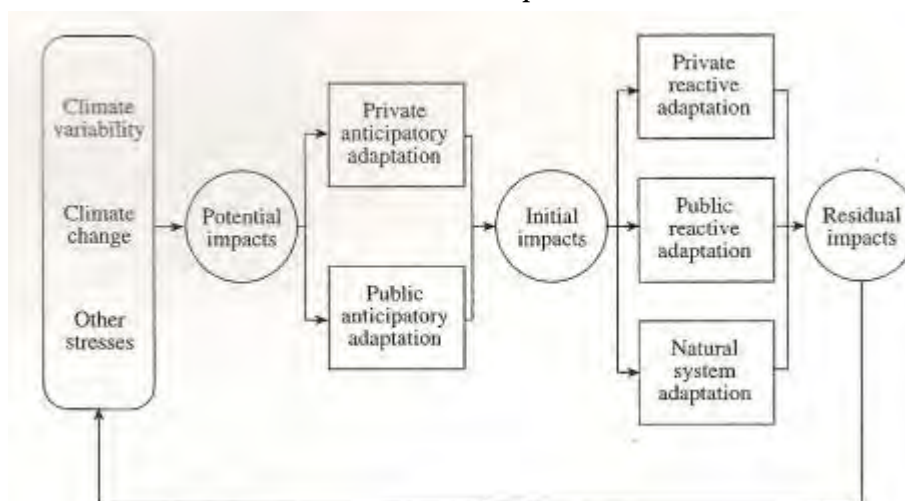 Climate
variability
Climate
change
Other
stresses
Potential
impacts
Private
anticipatory
adaptation
Public
anticipatory
adaptation
Initial
impacts
Private
reactive
adaptation
Public
reactive
adaptation
Natural
system
adaptation
Residual
impacts